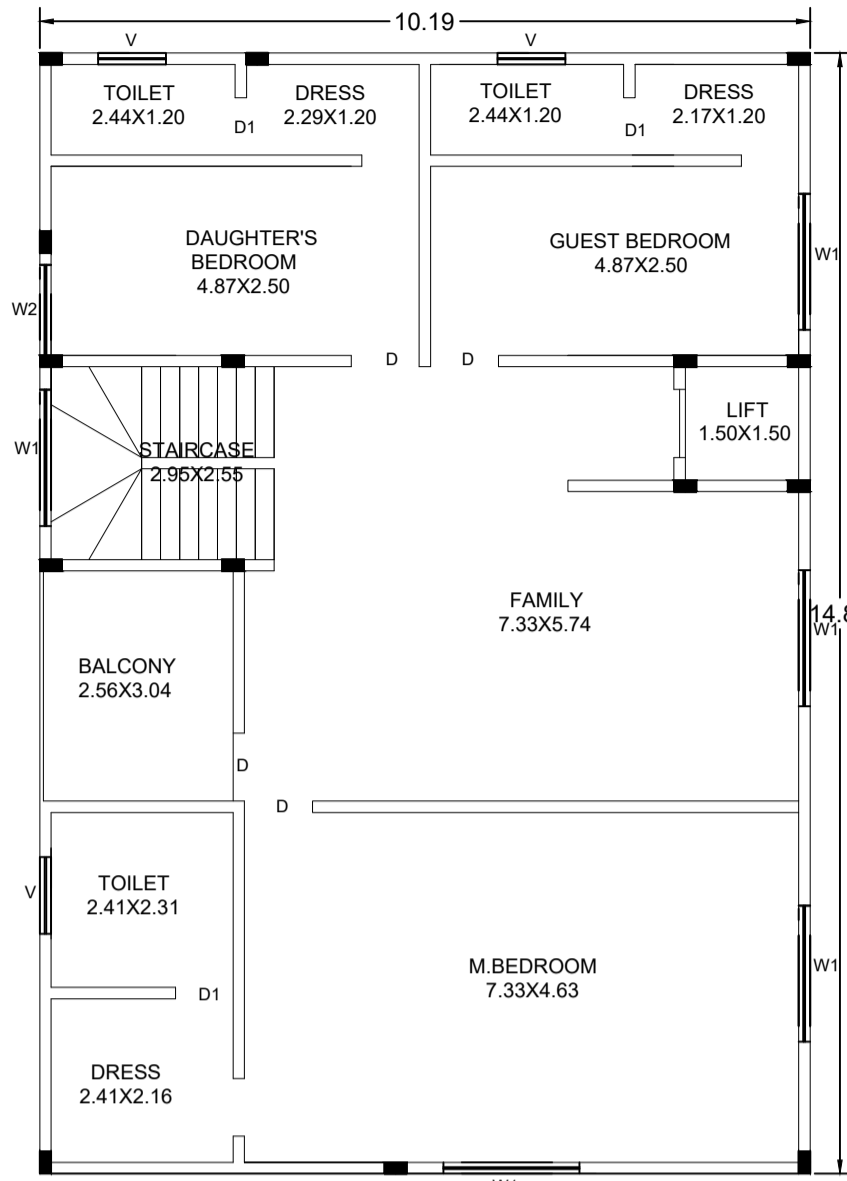 10.19
V
V
TOILET
2.44X1.20
DRESS
2.29X1.20
TOILET
2.44X1.20
DRESS
2.17X1.20
D1
D1
DAUGHTER'S
BEDROOM
4.87X2.50
GUEST BEDROOM
4.87X2.50
W1
W2
D
D
LIFT
1.50X1.50
W1
STAIRCASE
2.95X2.55
FAMILY
7.33X5.74
14.8
W1
BALCONY
2.56X3.04
D
D
TOILET
2.41X2.31
V
M.BEDROOM
7.33X4.63
W1
D1
DRESS
2.41X2.16